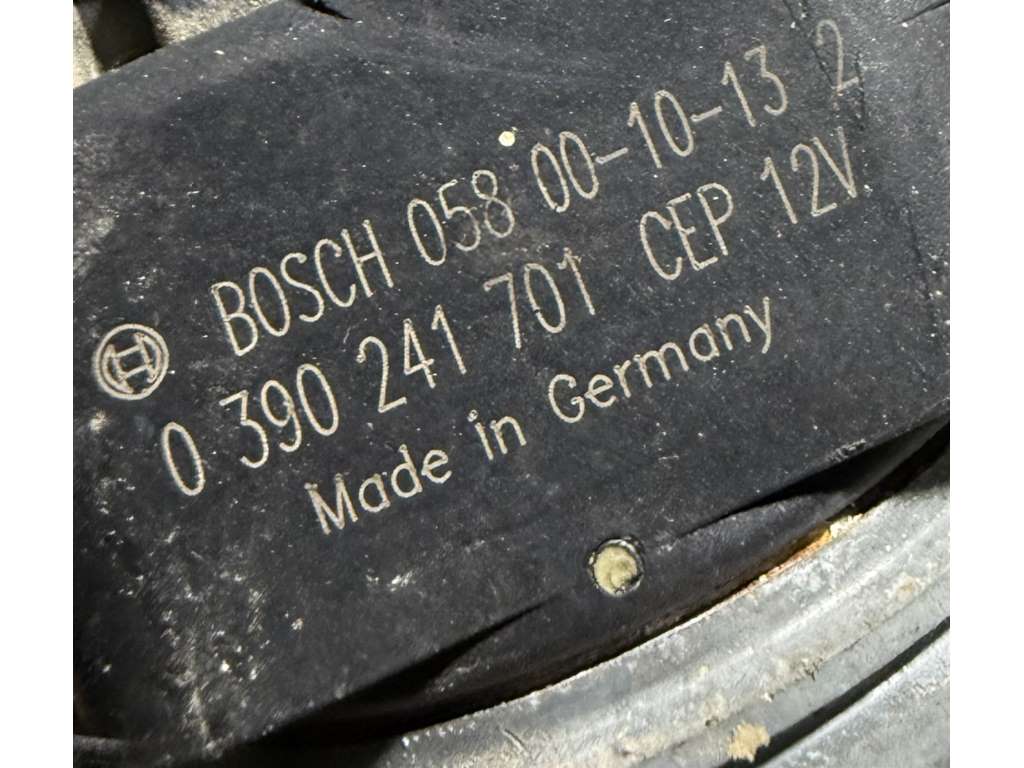 BOSCH 058 00-10-13 2
0 390 241 701 CEP 12V
Made in Germany